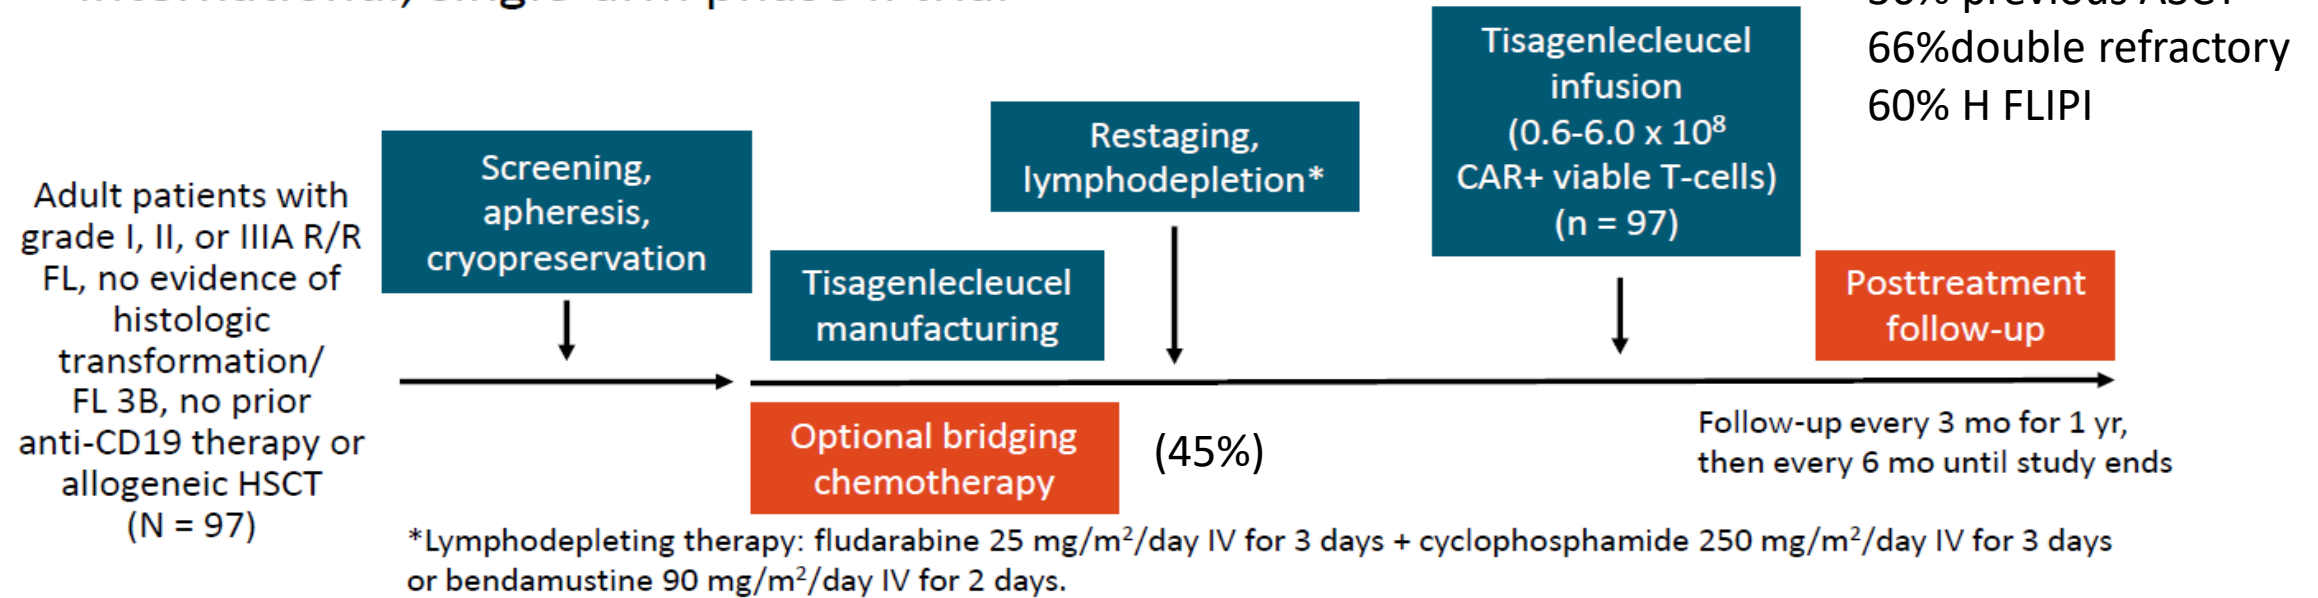 Adult patients with
grade I, II, or IIIA R/R
FL, no evidence of
histologic
transformation/
FL 3B, no prior
anti-CD19 therapy or
allogeneic HSCT
(N = 97)
Screening,
apheresis,
cryopreservation
Tisagenlecleucel
manufacturing
Optional bridging
chemotherapy
(45%)
Restaging,
lymphodepletion*
Tisagenlecleucel
infusion
(0.6-6.0 x 10⁸
CAR+ viable T-cells)
(n = 97)
66%double refractory
60% H FLIPI
Posttreatment
follow-up
Follow-up every 3 mo for 1 yr,
then every 6 mo until study ends
*Lymphodepleting therapy: fludarabine 25 mg/m²/day IV for 3 days + cyclophosphamide 250 mg/m²/day IV for 3 days
or bendamustine 90 mg/m²/day IV for 2 days.